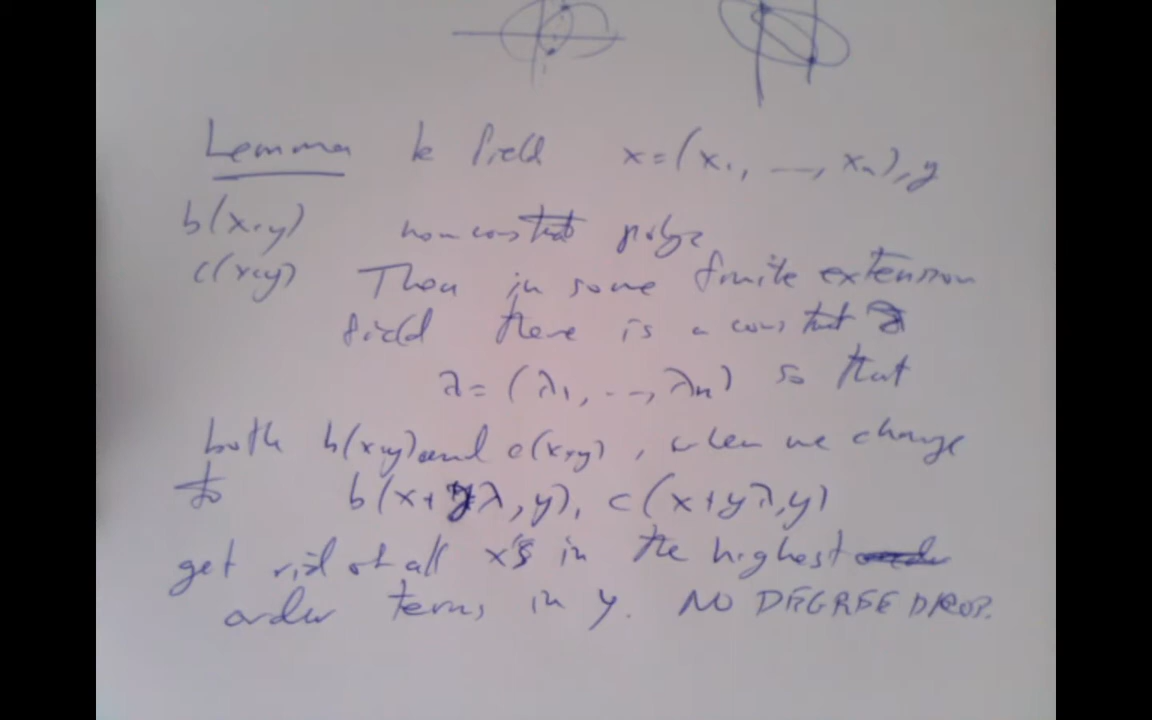 Lemma k field x=(x₁, ..., xₙ), y
b(x,y) nonconstant polys
c(x,y) Then in some finite extension
field there is a constant
λ = (λ₁, ..., λₙ) so that
both b(x,y) and c(x,y), when we change
to b(x+yλ, y), c(x+yλ, y)
get rid of all x's in the highest
order terms in y. NO DEGREE DROP.